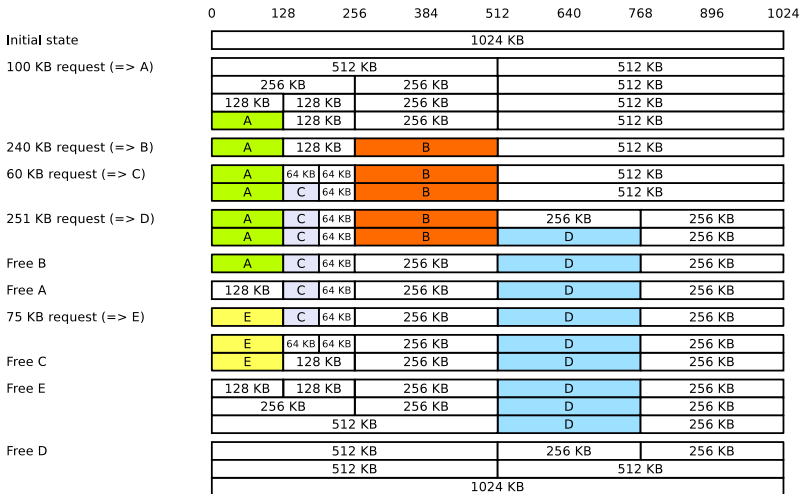 0 128 256 384 512 640 768 896 1024
Initial state 1024 KB
100 KB request (=> A) 512 KB 512 KB
256 KB 256 KB 512 KB
128 KB 128 KB 256 KB 512 KB
A 128 KB 256 KB 512 KB
240 KB request (=> B) A 128 KB B 512 KB
60 KB request (=> C) A 64 KB 64 KB B 512 KB
A C 64 KB B 512 KB
251 KB request (=> D) A C 64 KB B 256 KB 256 KB
A C 64 KB B D 256 KB
Free B A C 64 KB 256 KB D 256 KB
Free A 128 KB C 64 KB 256 KB D 256 KB
75 KB request (=> E) E C 64 KB 256 KB D 256 KB
E 64 KB 64 KB 256 KB D 256 KB
Free C E 128 KB 256 KB D 256 KB
Free E 128 KB 128 KB 256 KB D 256 KB
256 KB 256 KB D 256 KB
512 KB D 256 KB
Free D 512 KB 256 KB 256 KB
512 KB 512 KB
1024 KB